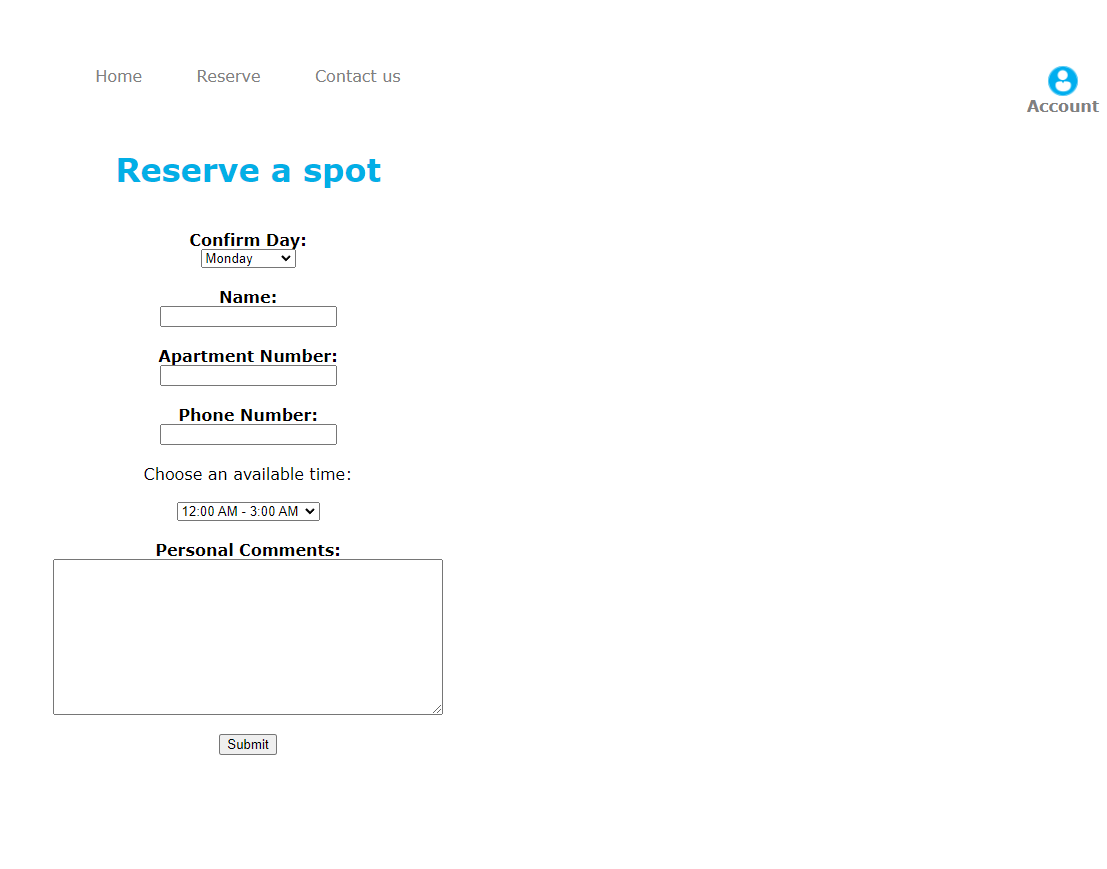 Home Reserve Contact us
Account
Reserve a spot
Confirm Day:
Monday
Name:
Apartment Number:
Phone Number:
Choose an available time:
12:00 AM - 3:00 AM
Personal Comments:
Submit